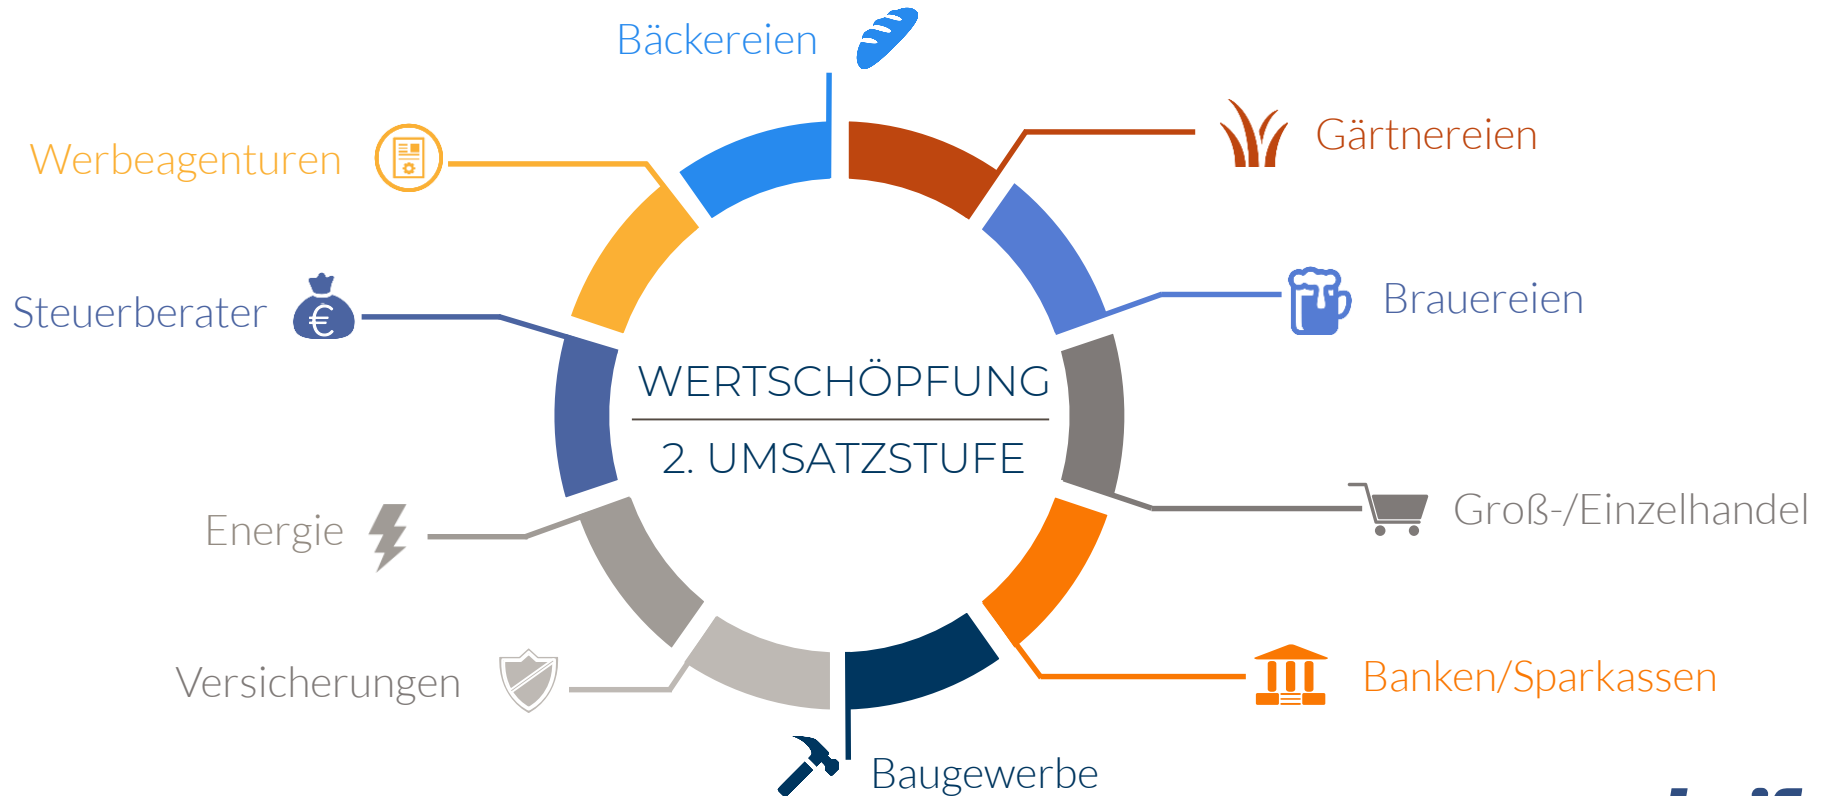 Bäckereien
Gärtnereien
Werbeagenturen
Brauereien
Steuerberater
€
WERTSCHÖPFUNG
2. UMSATZSTUFE
Groß-/Einzelhandel
Energie
Banken/Sparkassen
Versicherungen
Baugewerbe